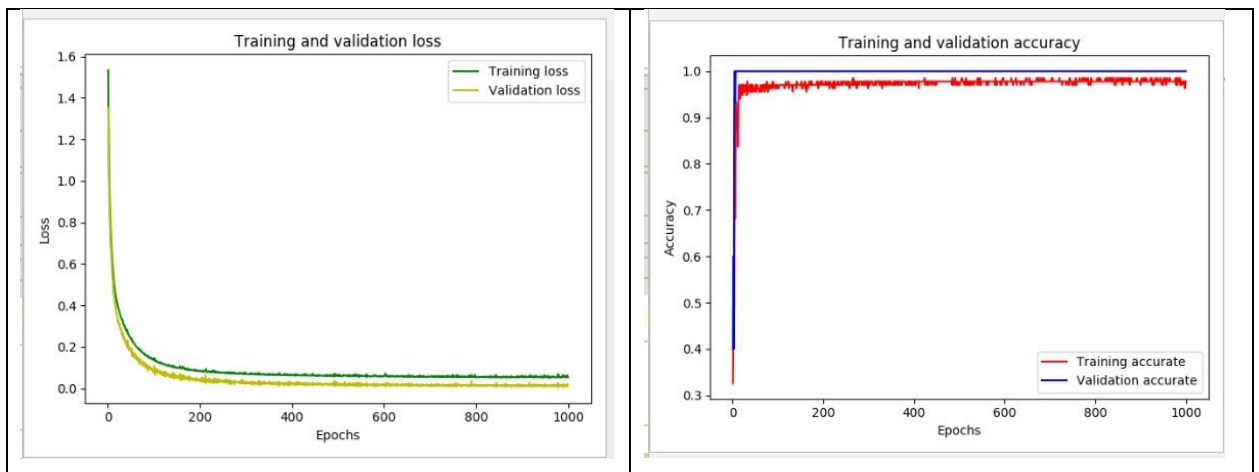 Training and validation loss
1.6
1.4
1.2
1.0
0.8
0.6
0.4
0.2
0.0
Loss
Training loss
Validation loss
0
200
400
600
800
1000
Epochs
Training and validation accuracy
1.0
0.9
0.8
0.7
0.6
0.5
0.4
0.3
Accuracy
Training accurate
Validation accurate
0
200
400
600
800
1000
Epochs